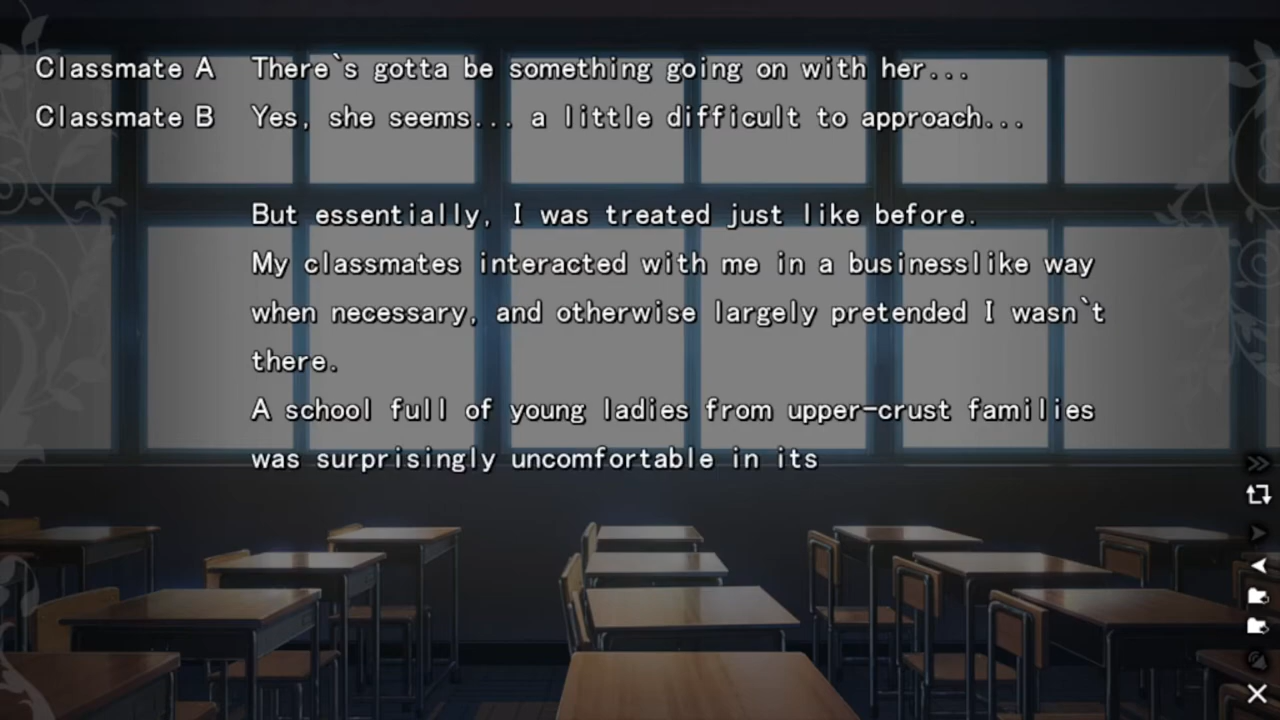 Classmate A There`s gotta be something going on with her...
Classmate B Yes, she seems... a little difficult to approach...
But essentially, I was treated just like before.
My classmates interacted with me in a businesslike way
when necessary, and otherwise largely pretended I wasn`t
there.
A school full of young ladies from upper-crust families
was surprisingly uncomfortable in its